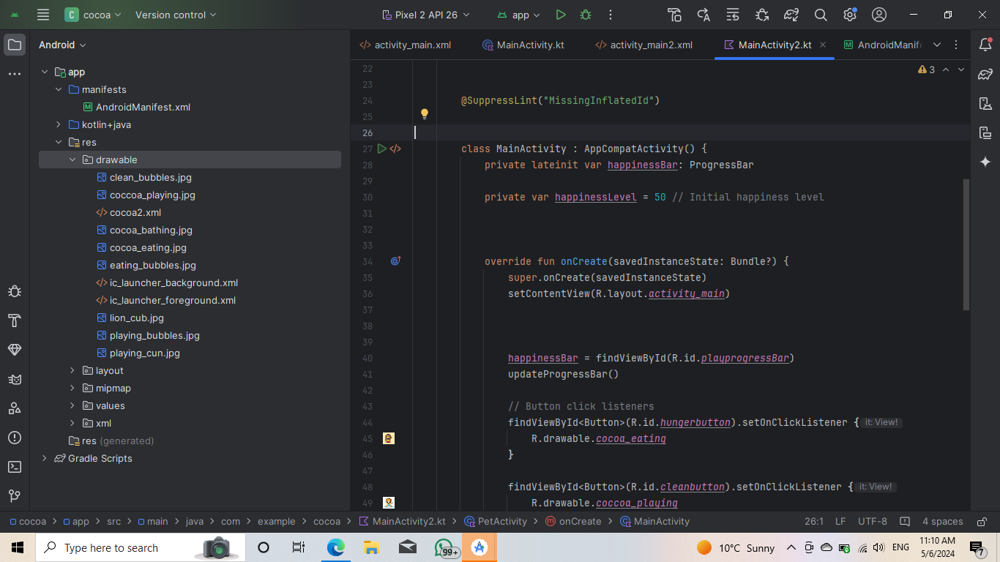 C cocoa Version control Pixel 2 API 26 app
Android
app
manifests
M AndroidManifest.xml
kotlin+java
res
drawable
clean_bubbles.jpg
coccoa_playing.jpg
cocoa2.xml
cocoa_bathing.jpg
cocoa_eating.jpg
eating_bubbles.jpg
ic_launcher_background.xml
ic_launcher_foreground.xml
lion_cub.jpg
playing_bubbles.jpg
playing_cun.jpg
layout
mipmap
values
xml
res (generated)
Gradle Scripts
activity_main.xml MainActivity.kt activity_main2.xml MainActivity2.kt M AndroidManif
3
22
23
24 @SuppressLint("MissingInflatedId")
25
26
27 class MainActivity : AppCompatActivity() {
28 private lateinit var happinessBar: ProgressBar
29
30 private var happinessLevel = 50 // Initial happiness level
31
32
33
34 override fun onCreate(savedInstanceState: Bundle?) {
35 super.onCreate(savedInstanceState)
36 setContentView(R.layout.activity_main)
37
38
39
40 happinessBar = findViewById(R.id.playprogressBar)
41 updateProgressBar()
42
43 // Button click listeners
44 findViewById<Button>(R.id.hungerbutton).setOnClickListener { it: View!
45 R.drawable.cocoa_eating
46 }
47
48 findViewById<Button>(R.id.cleanbutton).setOnClickListener { it: View!
49 R.drawable.coccoa_playing
cocoa > app > src > main > java > com > example > cocoa > MainActivity2.kt > PetActivity > onCreate > MainActivity 26:1 LF UTF-8 4 spaces
Type here to search 99+ 10°C Sunny ENG 11:10 AM
5/6/2024 7